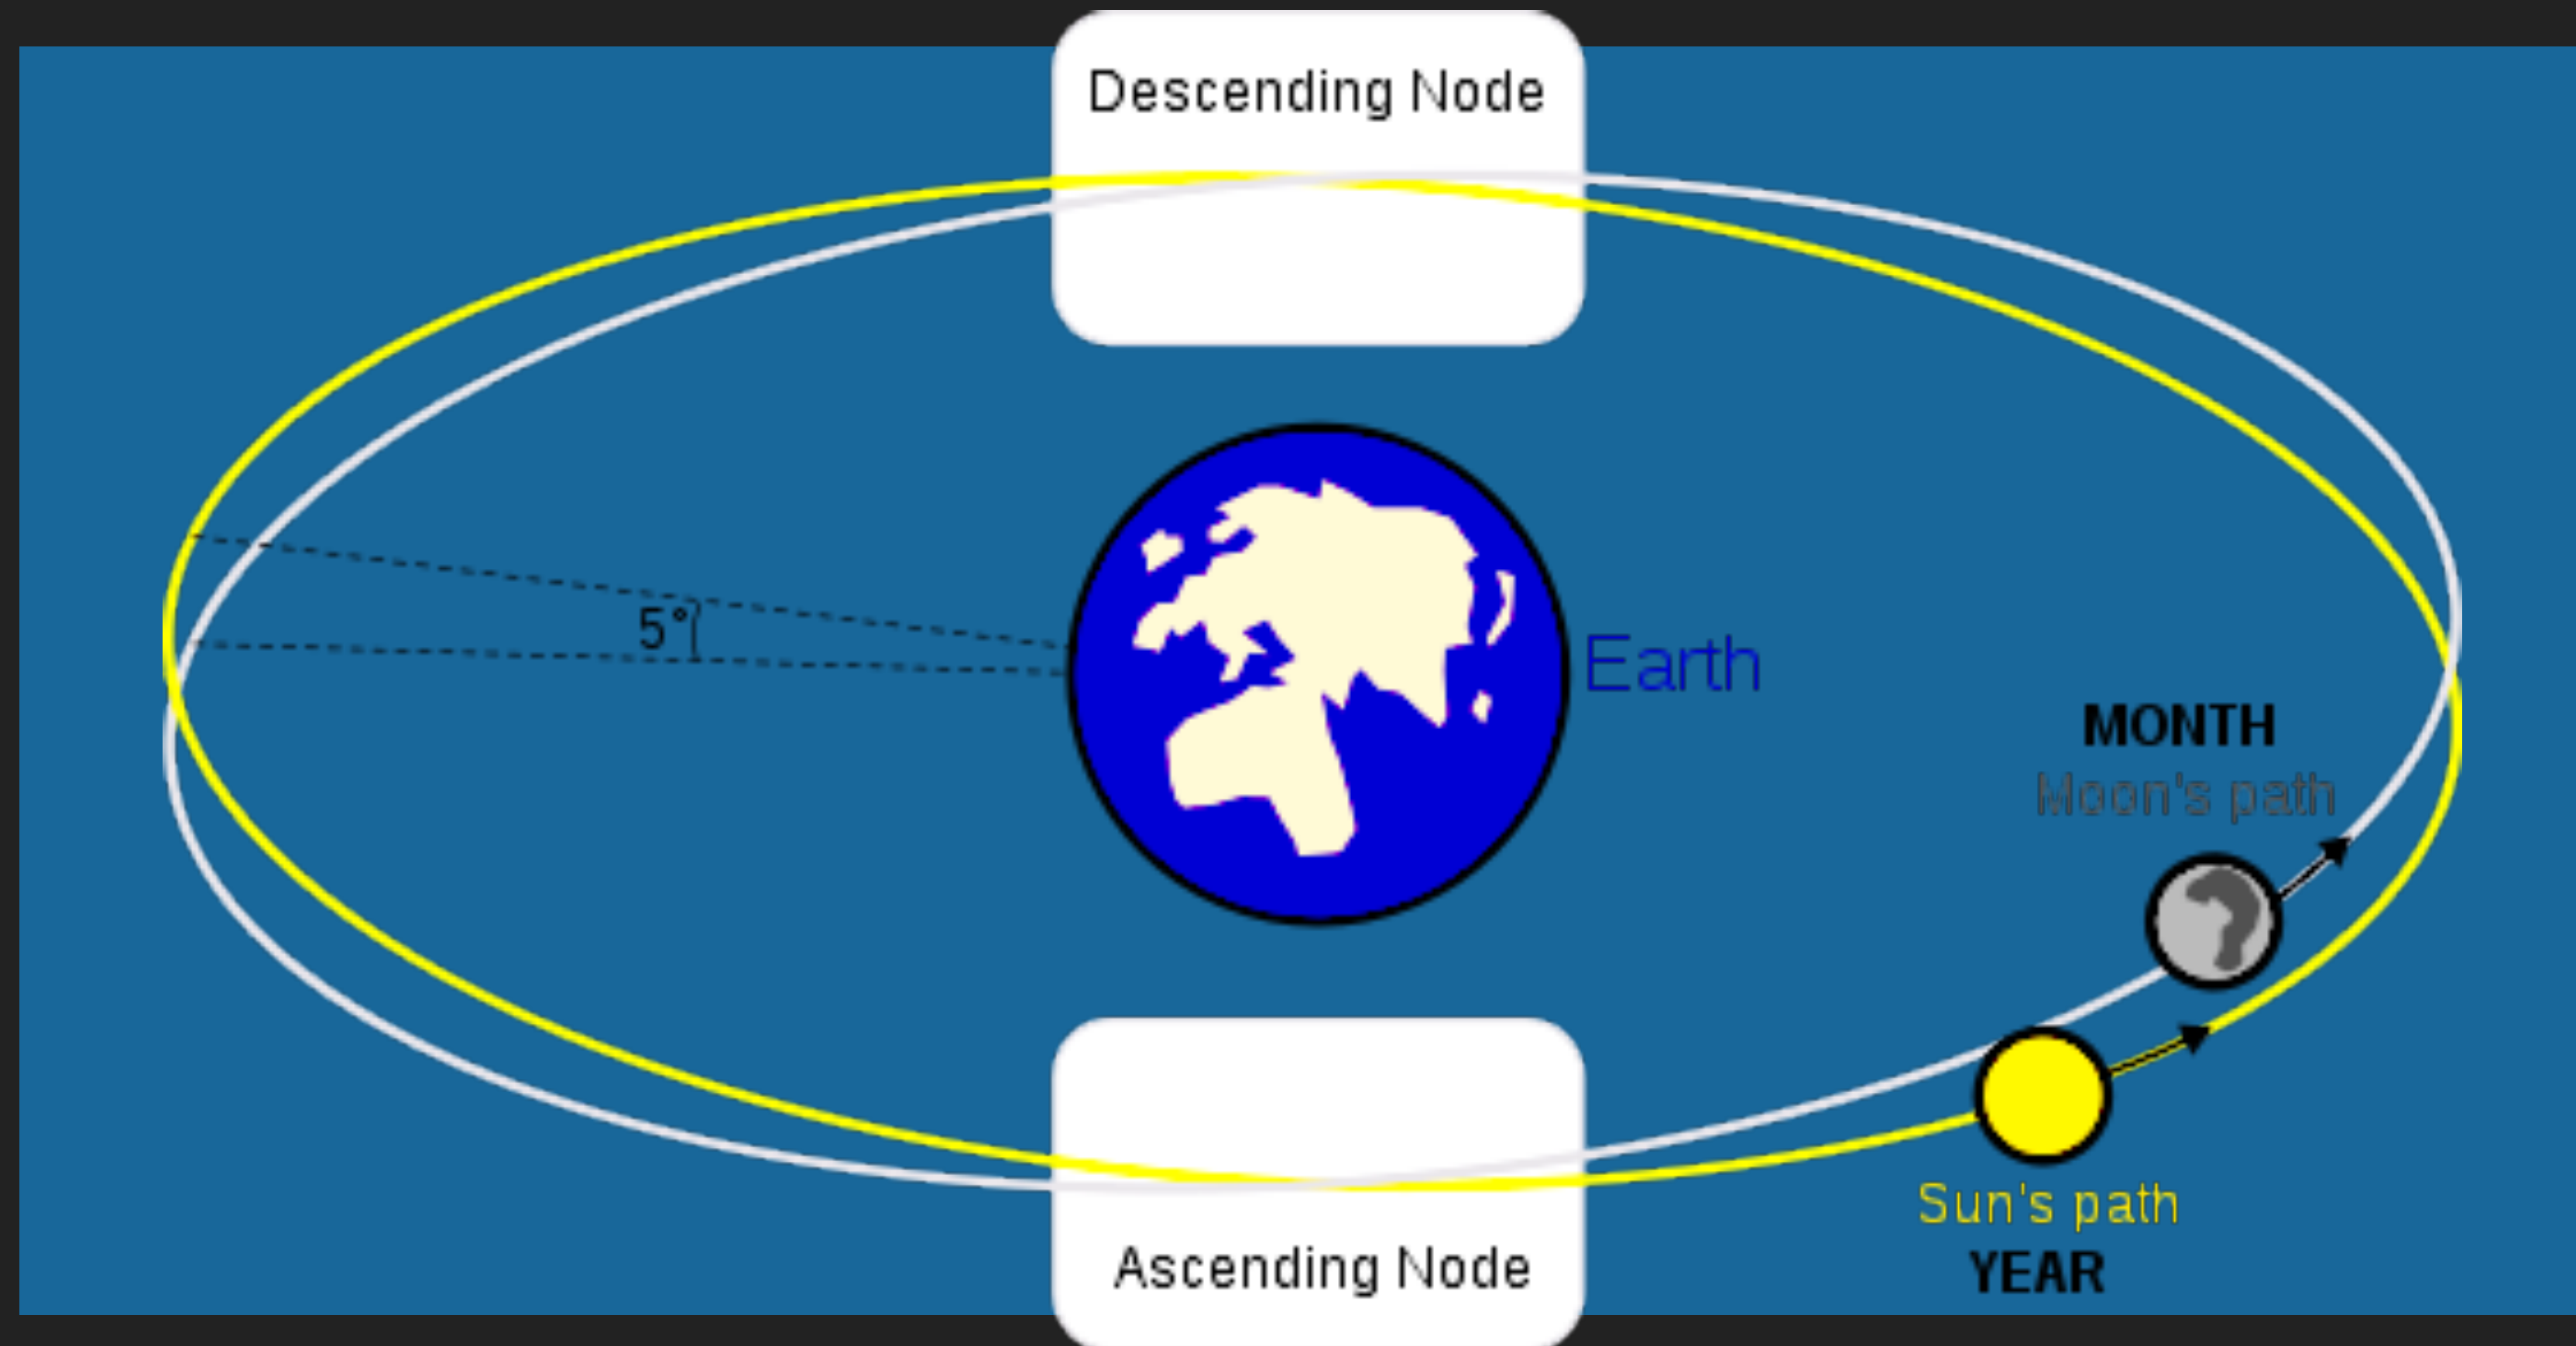 Descending Node
5°
Earth
MONTH
Moon's path
Sun's path
YEAR
Ascending Node